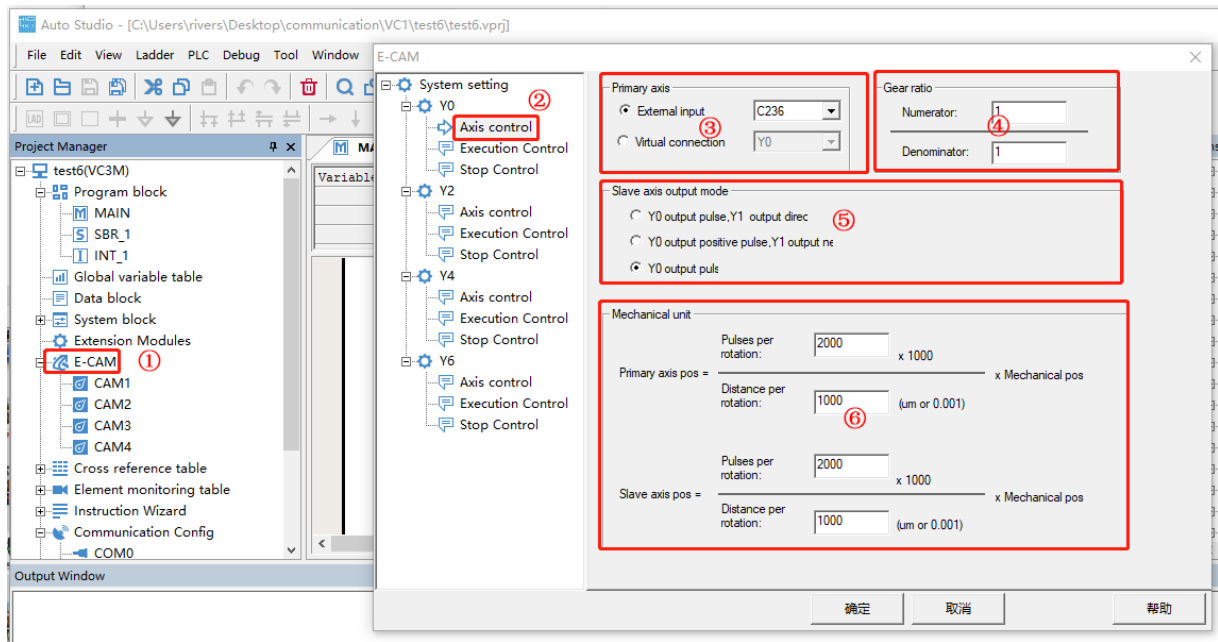 Auto Studio - [C:\Users\rivers\Desktop\communication\VC1\test6\test6.vprj]
File Edit View Ladder PLC Debug Tool Window
LAD
Project Manager
test6(VC3M)
Program block
MAIN
SBR_1
INT_1
Global variable table
Data block
System block
Extension Modules
E-CAM ①
CAM1
CAM2
CAM3
CAM4
Cross reference table
Element monitoring table
Instruction Wizard
Communication Config
COM0
Output Window
Variable
E-CAM
System setting
Y0 ②
Axis control
Execution Control
Stop Control
Y2
Axis control
Execution Control
Stop Control
Y4
Axis control
Execution Control
Stop Control
Y6
Axis control
Execution Control
Stop Control
Primary axis
External input C236
③
Virtual connection Y0
Gear ratio
Numerator: 1
④
Denominator: 1
Slave axis output mode
Y0 output pulse,Y1 output direc
⑤
Y0 output positive pulse,Y1 output ne
Y0 output puls
Mechanical unit
Pulses per rotation: 2000 x 1000
Primary axis pos = x Mechanical pos
Distance per rotation: 1000 (um or 0.001)
⑥
Pulses per rotation: 2000 x 1000
Slave axis pos = x Mechanical pos
Distance per rotation: 1000 (um or 0.001)
确定 取消 帮助